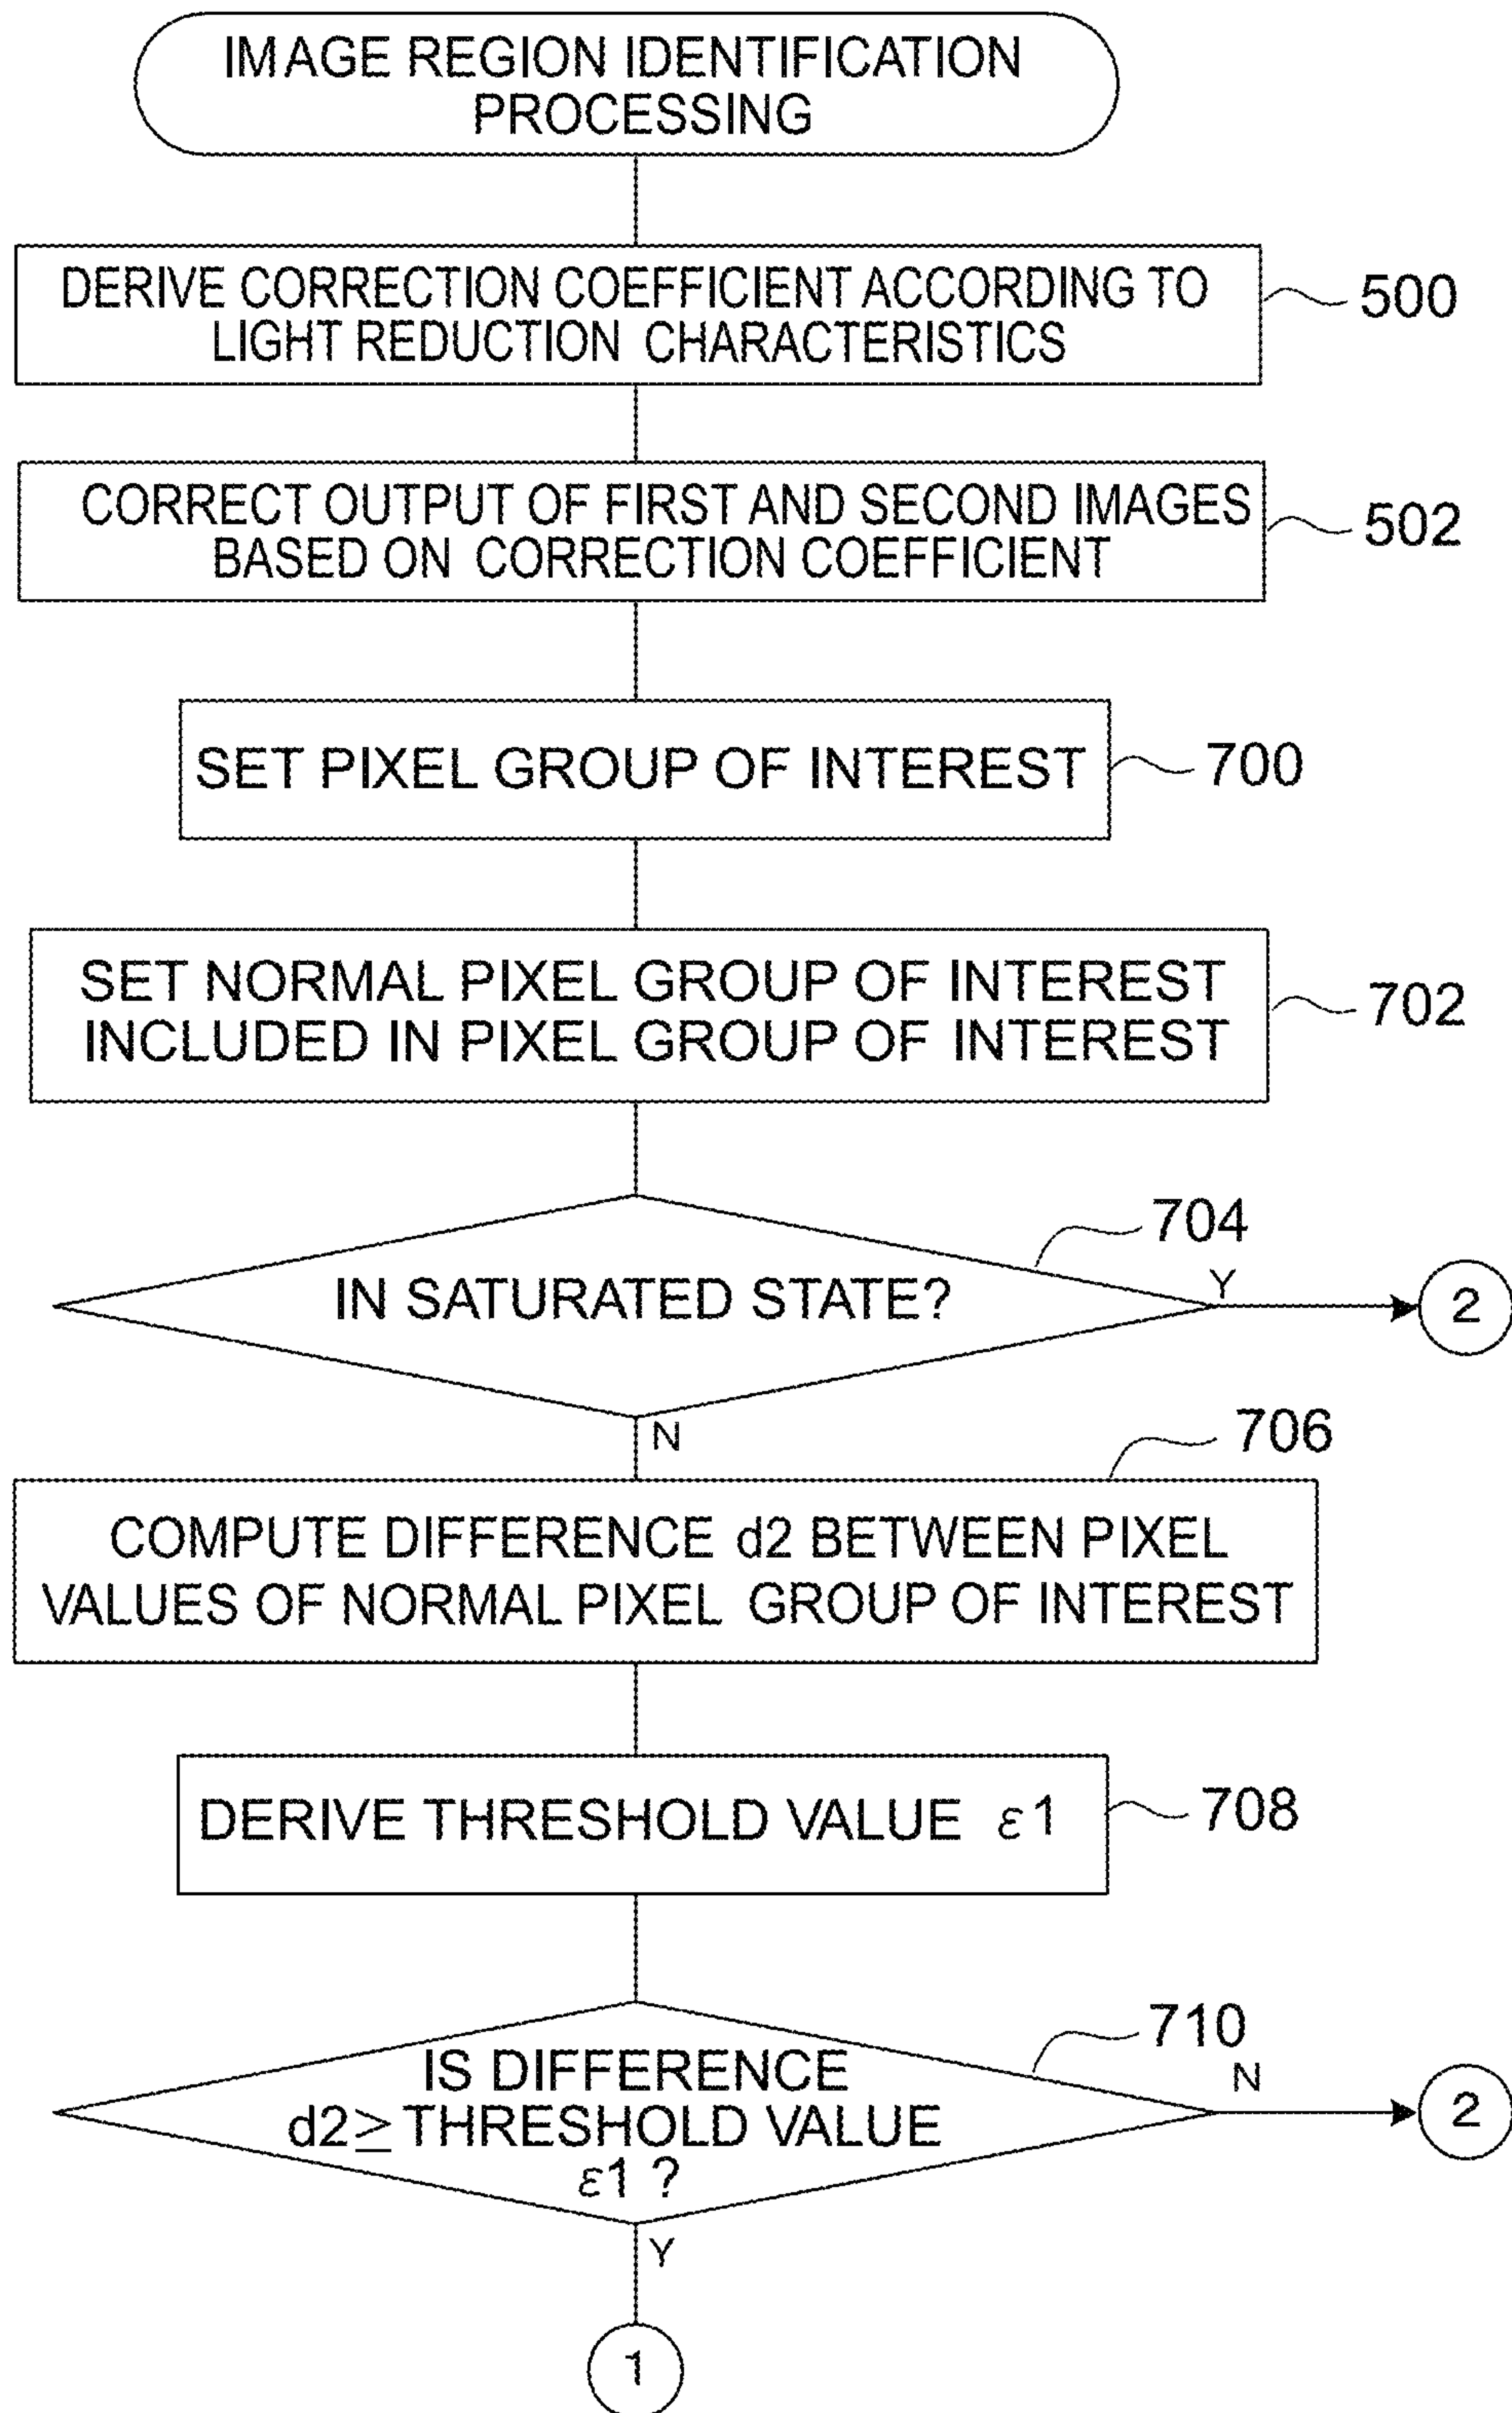 IMAGE REGION IDENTIFICATION
PROCESSING
DERIVE CORRECTION COEFFICIENT ACCORDING TO
LIGHT REDUCTION CHARACTERISTICS
500
CORRECT OUTPUT OF FIRST AND SECOND IMAGES
BASED ON CORRECTION COEFFICIENT
502
SET PIXEL GROUP OF INTEREST
700
SET NORMAL PIXEL GROUP OF INTEREST
INCLUDED IN PIXEL GROUP OF INTEREST
702
704
IN SATURATED STATE?
Y
2
N
706
COMPUTE DIFFERENCE d2 BETWEEN PIXEL
VALUES OF NORMAL PIXEL GROUP OF INTEREST
DERIVE THRESHOLD VALUE ε1
708
710
IS DIFFERENCE
d2≥THRESHOLD VALUE
ε1 ?
N
2
Y
1